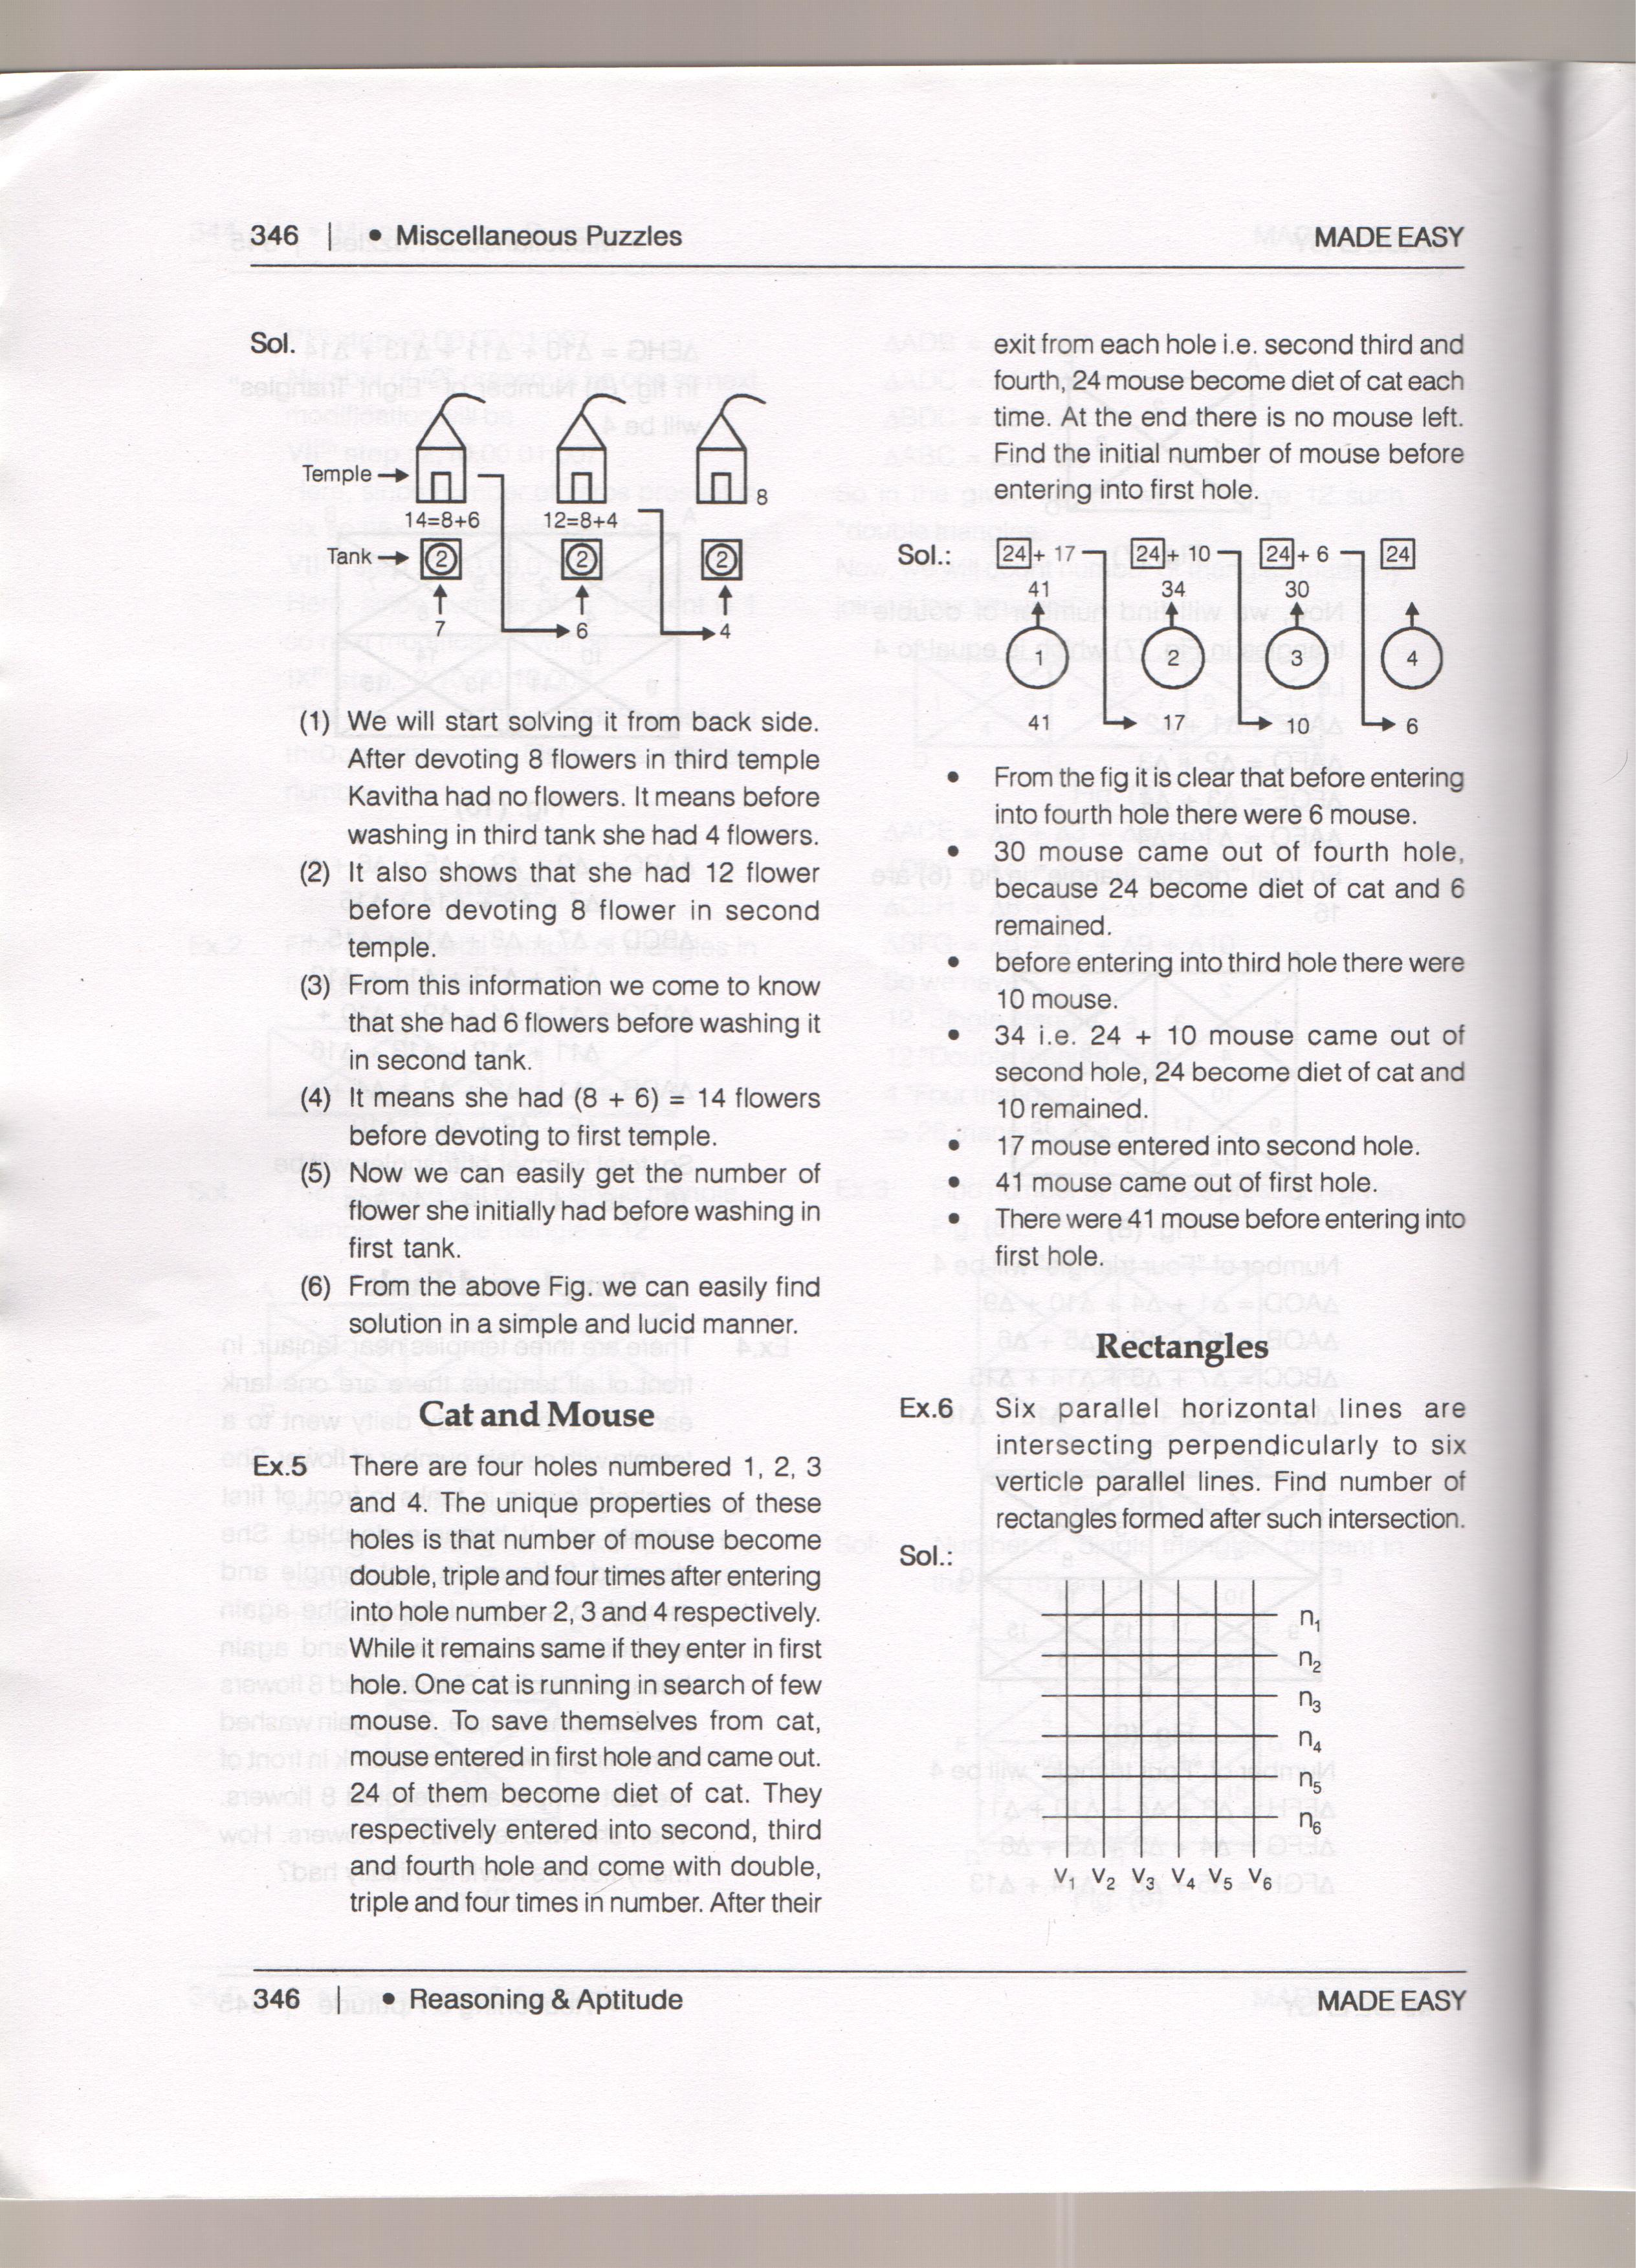 346 | • Miscellaneous Puzzles MADE EASY
Sol.
Temple
8
14=8+6 12=8+4
Tank 2 2 2
7 6 4
(1) We will start solving it from back side.
After devoting 8 flowers in third temple
Kavitha had no flowers. It means before
washing in third tank she had 4 flowers.
(2) It also shows that she had 12 flower
before devoting 8 flower in second
temple.
(3) From this information we come to know
that she had 6 flowers before washing it
in second tank.
(4) It means she had (8 + 6) = 14 flowers
before devoting to first temple.
(5) Now we can easily get the number of
flower she initially had before washing in
first tank.
(6) From the above Fig. we can easily find
solution in a simple and lucid manner.
Cat and Mouse
Ex.5 There are four holes numbered 1, 2, 3
and 4. The unique properties of these
holes is that number of mouse become
double, triple and four times after entering
into hole number 2, 3 and 4 respectively.
While it remains same if they enter in first
hole. One cat is running in search of few
mouse. To save themselves from cat,
mouse entered in first hole and came out.
24 of them become diet of cat. They
respectively entered into second, third
and fourth hole and come with double,
triple and four times in number. After their
exit from each hole i.e. second third and
fourth, 24 mouse become diet of cat each
time. At the end there is no mouse left.
Find the initial number of mouse before
entering into first hole.
Sol.: 24 + 17 24 + 10 24 + 6 24
41 34 30
1 2 3 4
41 17 10 6
• From the fig it is clear that before entering
into fourth hole there were 6 mouse.
• 30 mouse came out of fourth hole,
because 24 become diet of cat and 6
remained.
• before entering into third hole there were
10 mouse.
• 34 i.e. 24 + 10 mouse came out of
second hole, 24 become diet of cat and
10 remained.
• 17 mouse entered into second hole.
• 41 mouse came out of first hole.
• There were 41 mouse before entering into
first hole.
Rectangles
Ex.6 Six parallel horizontal lines are
intersecting perpendicularly to six
verticle parallel lines. Find number of
rectangles formed after such intersection.
Sol.:
n1
n2
n3
n4
n5
n6
V1 V2 V3 V4 V5 V6
346 | • Reasoning & Aptitude MADE EASY